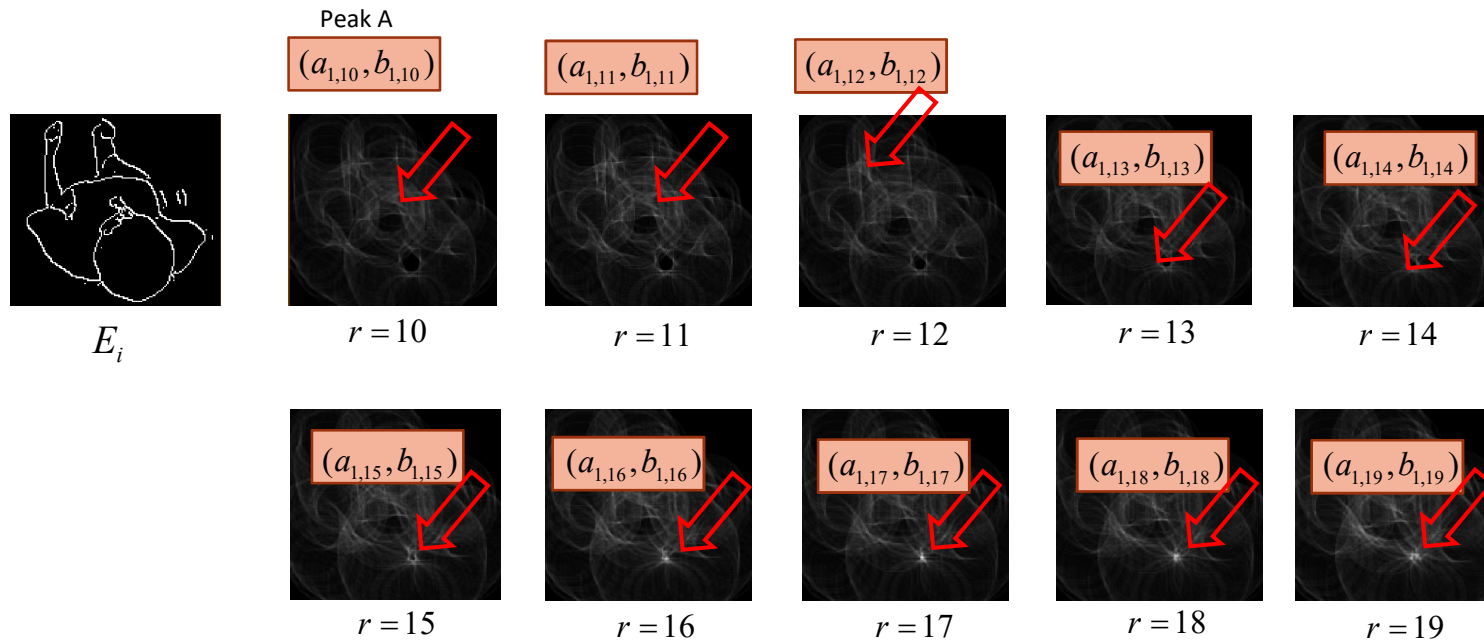 Peak A
(a₁,₁₀, b₁,₁₀)
(a₁,₁₁, b₁,₁₁)
(a₁,₁₂, b₁,₁₂)
(a₁,₁₃, b₁,₁₃)
(a₁,₁₄, b₁,₁₄)
Eᵢ
r = 10
r = 11
r = 12
r = 13
r = 14
(a₁,₁₅, b₁,₁₅)
(a₁,₁₆, b₁,₁₆)
(a₁,₁₇, b₁,₁₇)
(a₁,₁₈, b₁,₁₈)
(a₁,₁₉, b₁,₁₉)
r = 15
r = 16
r = 17
r = 18
r = 19